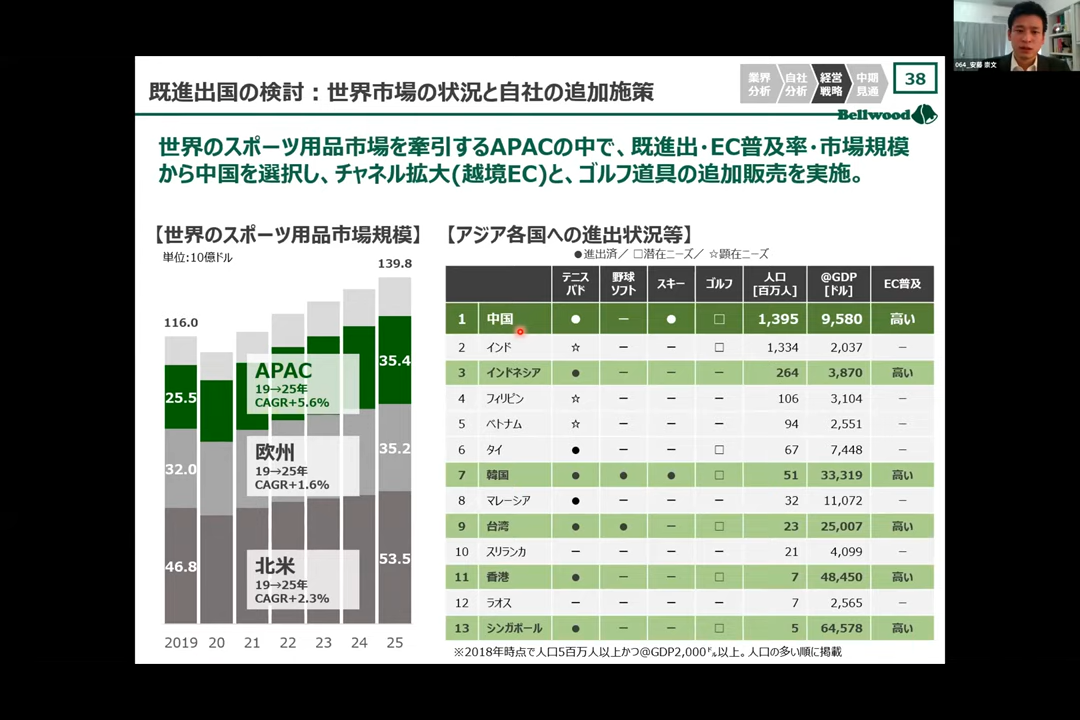 064_安藤 崇文
既進出国の検討：世界市場の状況と自社の追加施策
業界分析 自社分析 経営戦略 中期見通
38
Bellwood
世界のスポーツ用品市場を牽引するAPACの中で、既進出・EC普及率・市場規模
から中国を選択し、チャネル拡大(越境EC)と、ゴルフ道具の追加販売を実施。
【世界のスポーツ用品市場規模】
単位:10億ドル
139.8
116.0
35.4
25.5
APAC
19→25年
CAGR+5.6%
35.2
32.0
欧州
19→25年
CAGR+1.6%
53.5
46.8
北米
19→25年
CAGR+2.3%
2019 20 21 22 23 24 25
【アジア各国への進出状況等】
●進出済／ □潜在ニーズ／ ☆顕在ニーズ
テニスバド 野球ソフト スキー ゴルフ 人口[百万人] @GDP[ドル] EC普及
1 中国 ● － ● □ 1,395 9,580 高い
2 インド ☆ － － □ 1,334 2,037 －
3 インドネシア ● － － － 264 3,870 高い
4 フィリピン ☆ － － － 106 3,104 －
5 ベトナム ☆ － － － 94 2,551 －
6 タイ ● － － □ 67 7,448 －
7 韓国 ● ● ● □ 51 33,319 高い
8 マレーシア ● － － － 32 11,072 －
9 台湾 ● ● － □ 23 25,007 高い
10 スリランカ － － － － 21 4,099 －
11 香港 ● － － □ 7 48,450 高い
12 ラオス － － － － 7 2,565 －
13 シンガポール ● － － □ 5 64,578 高い
※2018年時点で人口5百万人以上かつ@GDP2,000㌦以上。人口の多い順に掲載